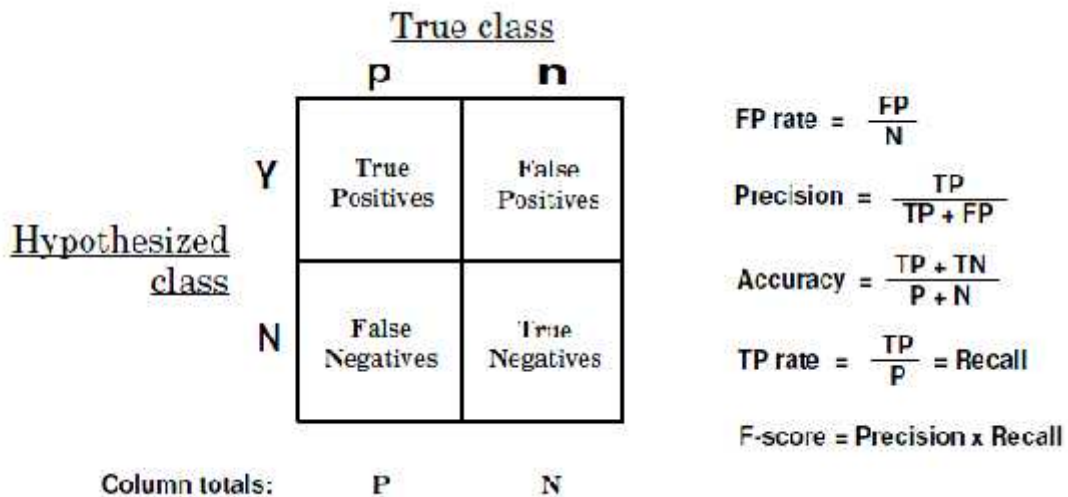 True class
p n
Y
True Positives
False Positives
Hypothesized class
N
False Negatives
True Negatives
Column totals: P N
FP rate = FP / N
Precision = TP / TP + FP
Accuracy = TP + TN / P + N
TP rate = TP / P = Recall
F-score = Precision x Recall